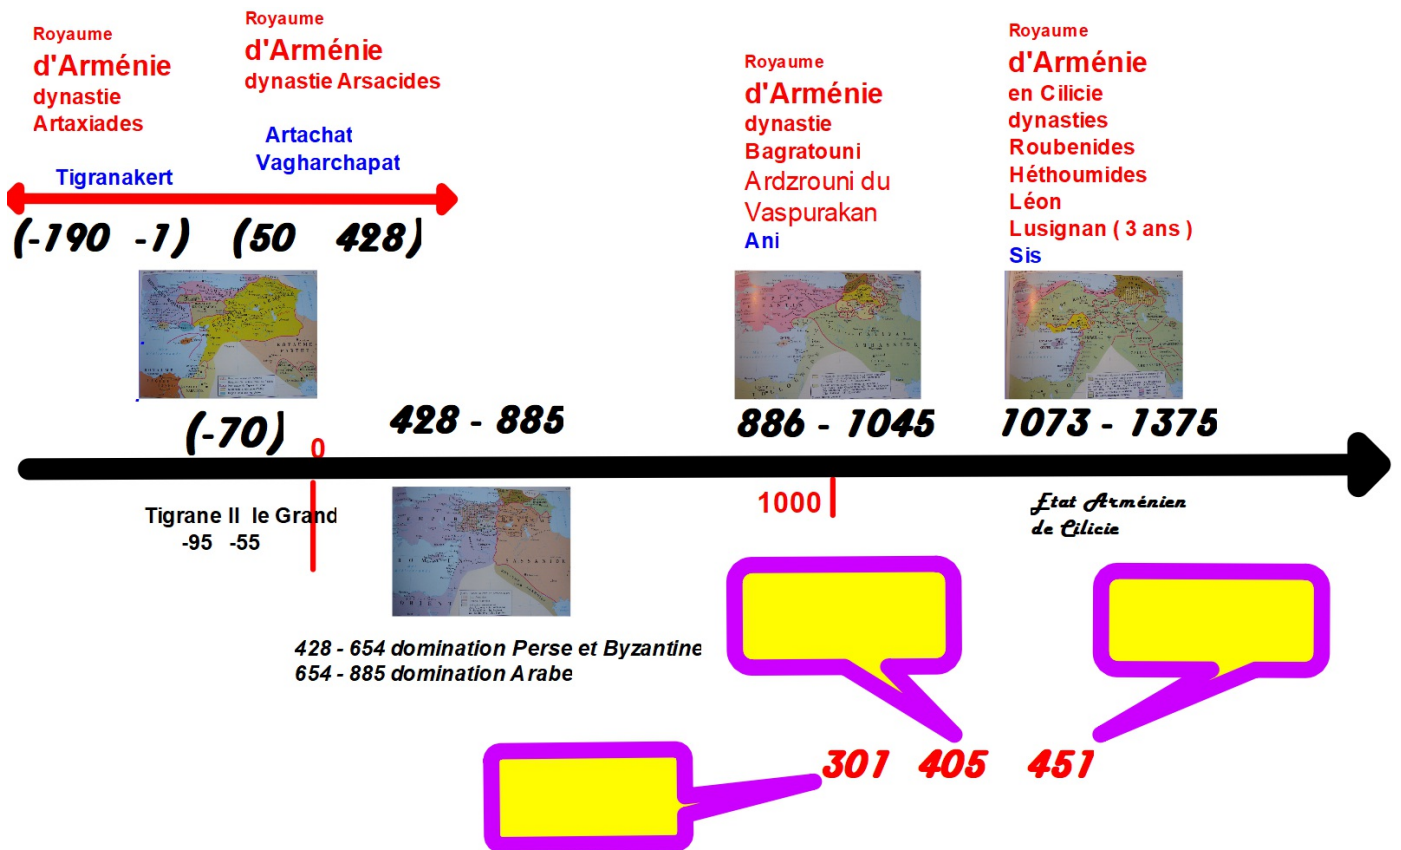 Royaume
d'Arménie
dynastie
Artaxiades
Tigranakert
Royaume
d'Arménie
dynastie Arsacides
Artachat
Vagharchapat
(-190 -1) (50 428)
Royaume
d'Arménie
dynastie
Bagratouni
Ardzrouni du
Vaspurakan
Ani
Royaume
d'Arménie
en Cilicie
dynasties
Roubenides
Héthoumides
Léon
Lusignan ( 3 ans )
Sis
(-70)
0
428 - 885
886 - 1045
1073 - 1375
Tigrane II le Grand
-95 -55
1000
Etat Arménien
de Cilicie
428 - 654 domination Perse et Byzantine
654 - 885 domination Arabe
301 405 451